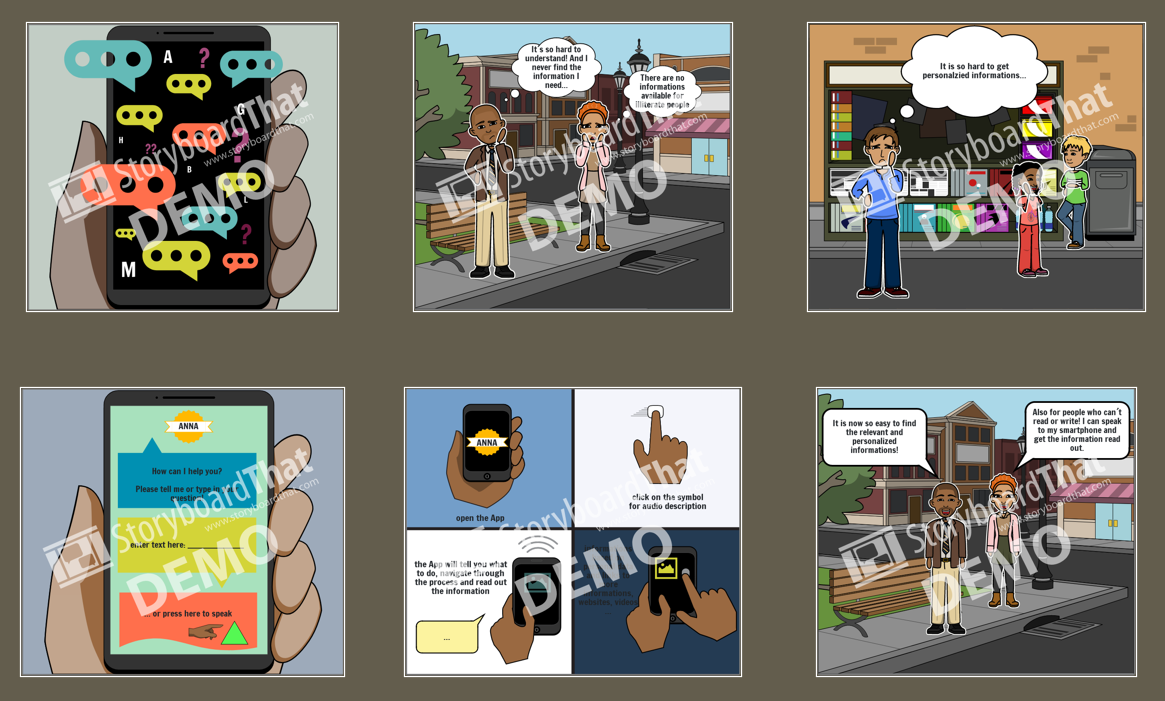 A
?
G
H
??
?
B
L
?
M
StoryboardThat
www.storyboardthat.com
DEMO
It´s so hard to
understand! And I
never find the
information I
need...
There are no
informations
available for
illiterate people
StoryboardThat
www.storyboardthat.com
DEMO
It is so hard to get
personalzied informations...
StoryboardThat
www.storyboardthat.com
DEMO
ANNA
How can I help you?
Please tell me or type in your
question!
enter text here:
... or press here to speak
StoryboardThat
www.storyboardthat.com
DEMO
ANNA
open the App
click on the symbol
for audio description
the App will tell you what
to do, navigate through
the process and read out
the information
...
informations,
websites, videos
...
StoryboardThat
DEMO
It is now so easy to find
the relevant and
personalized
informations!
Also for people who can´t
read or write! I can speak
to my smartphone and
get the information read
out.
StoryboardThat
www.storyboardthat.com
DEMO